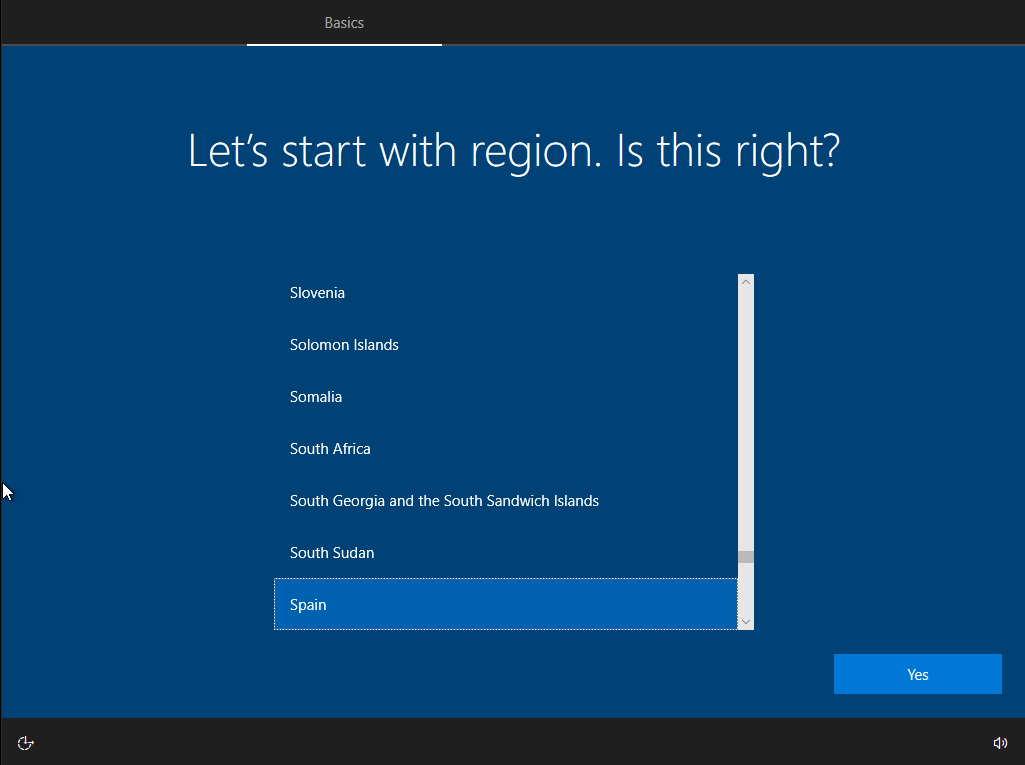 Basics
Let’s start with region. Is this right?
Slovenia
Solomon Islands
Somalia
South Africa
South Georgia and the South Sandwich Islands
South Sudan
Spain
Yes